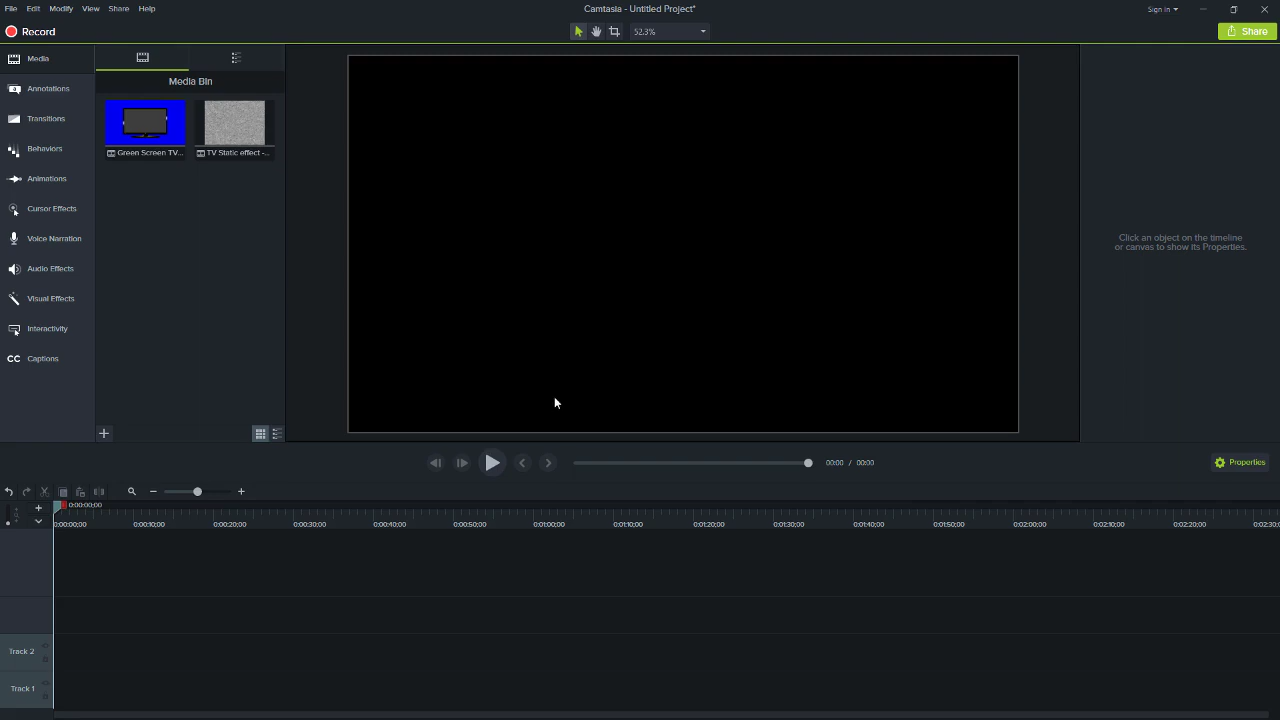 File Edit Modify View Share Help
Camtasia - Untitled Project*
Sign in
Record
52.3%
Share
Media
Annotations
Transitions
Behaviors
Animations
Cursor Effects
Voice Narration
Audio Effects
Visual Effects
Interactivity
CC Captions
Media Bin
Green Screen TV...
TV Static effect -...
Click an object on the timeline
or canvas to show its Properties.
00:00 / 00:00
Properties
0:00:00;00
0:00:00;00 0:00:10;00 0:00:20;00 0:00:30;00 0:00:40;00 0:00:50;00 0:01:00;00 0:01:10;00 0:01:20;00 0:01:30;00 0:01:40;00 0:01:50;00 0:02:00;00 0:02:10;00 0:02:20;00 0:02:30;0
Track 2
Track 1